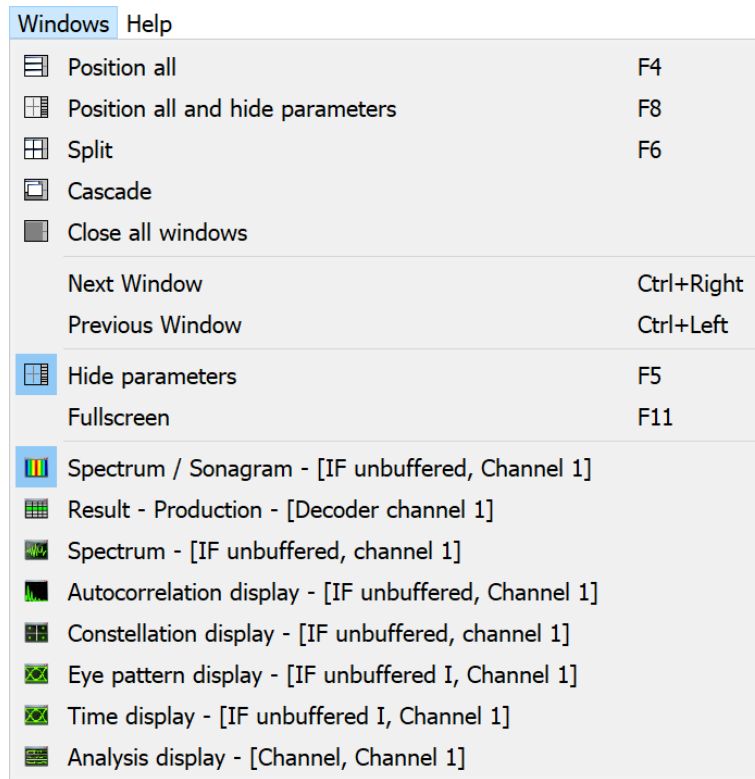 Windows Help
Position all F4
Position all and hide parameters F8
Split F6
Cascade
Close all windows
Next Window Ctrl+Right
Previous Window Ctrl+Left
Hide parameters F5
Fullscreen F11
Spectrum / Sonagram - [IF unbuffered, Channel 1]
Result - Production - [Decoder channel 1]
Spectrum - [IF unbuffered, channel 1]
Autocorrelation display - [IF unbuffered, Channel 1]
Constellation display - [IF unbuffered, channel 1]
Eye pattern display - [IF unbuffered I, Channel 1]
Time display - [IF unbuffered I, Channel 1]
Analysis display - [Channel, Channel 1]